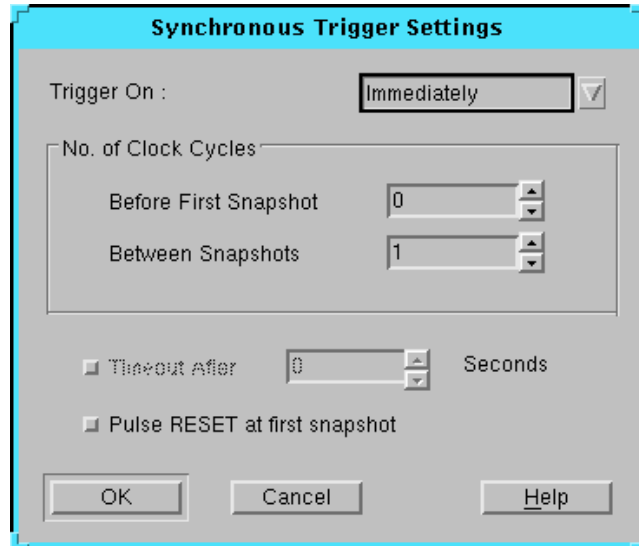 Synchronous Trigger Settings
Trigger On : Immediately
No. of Clock Cycles
Before First Snapshot 0
Between Snapshots 1
Timeout After 0 Seconds
Pulse RESET at first snapshot
OK Cancel Help